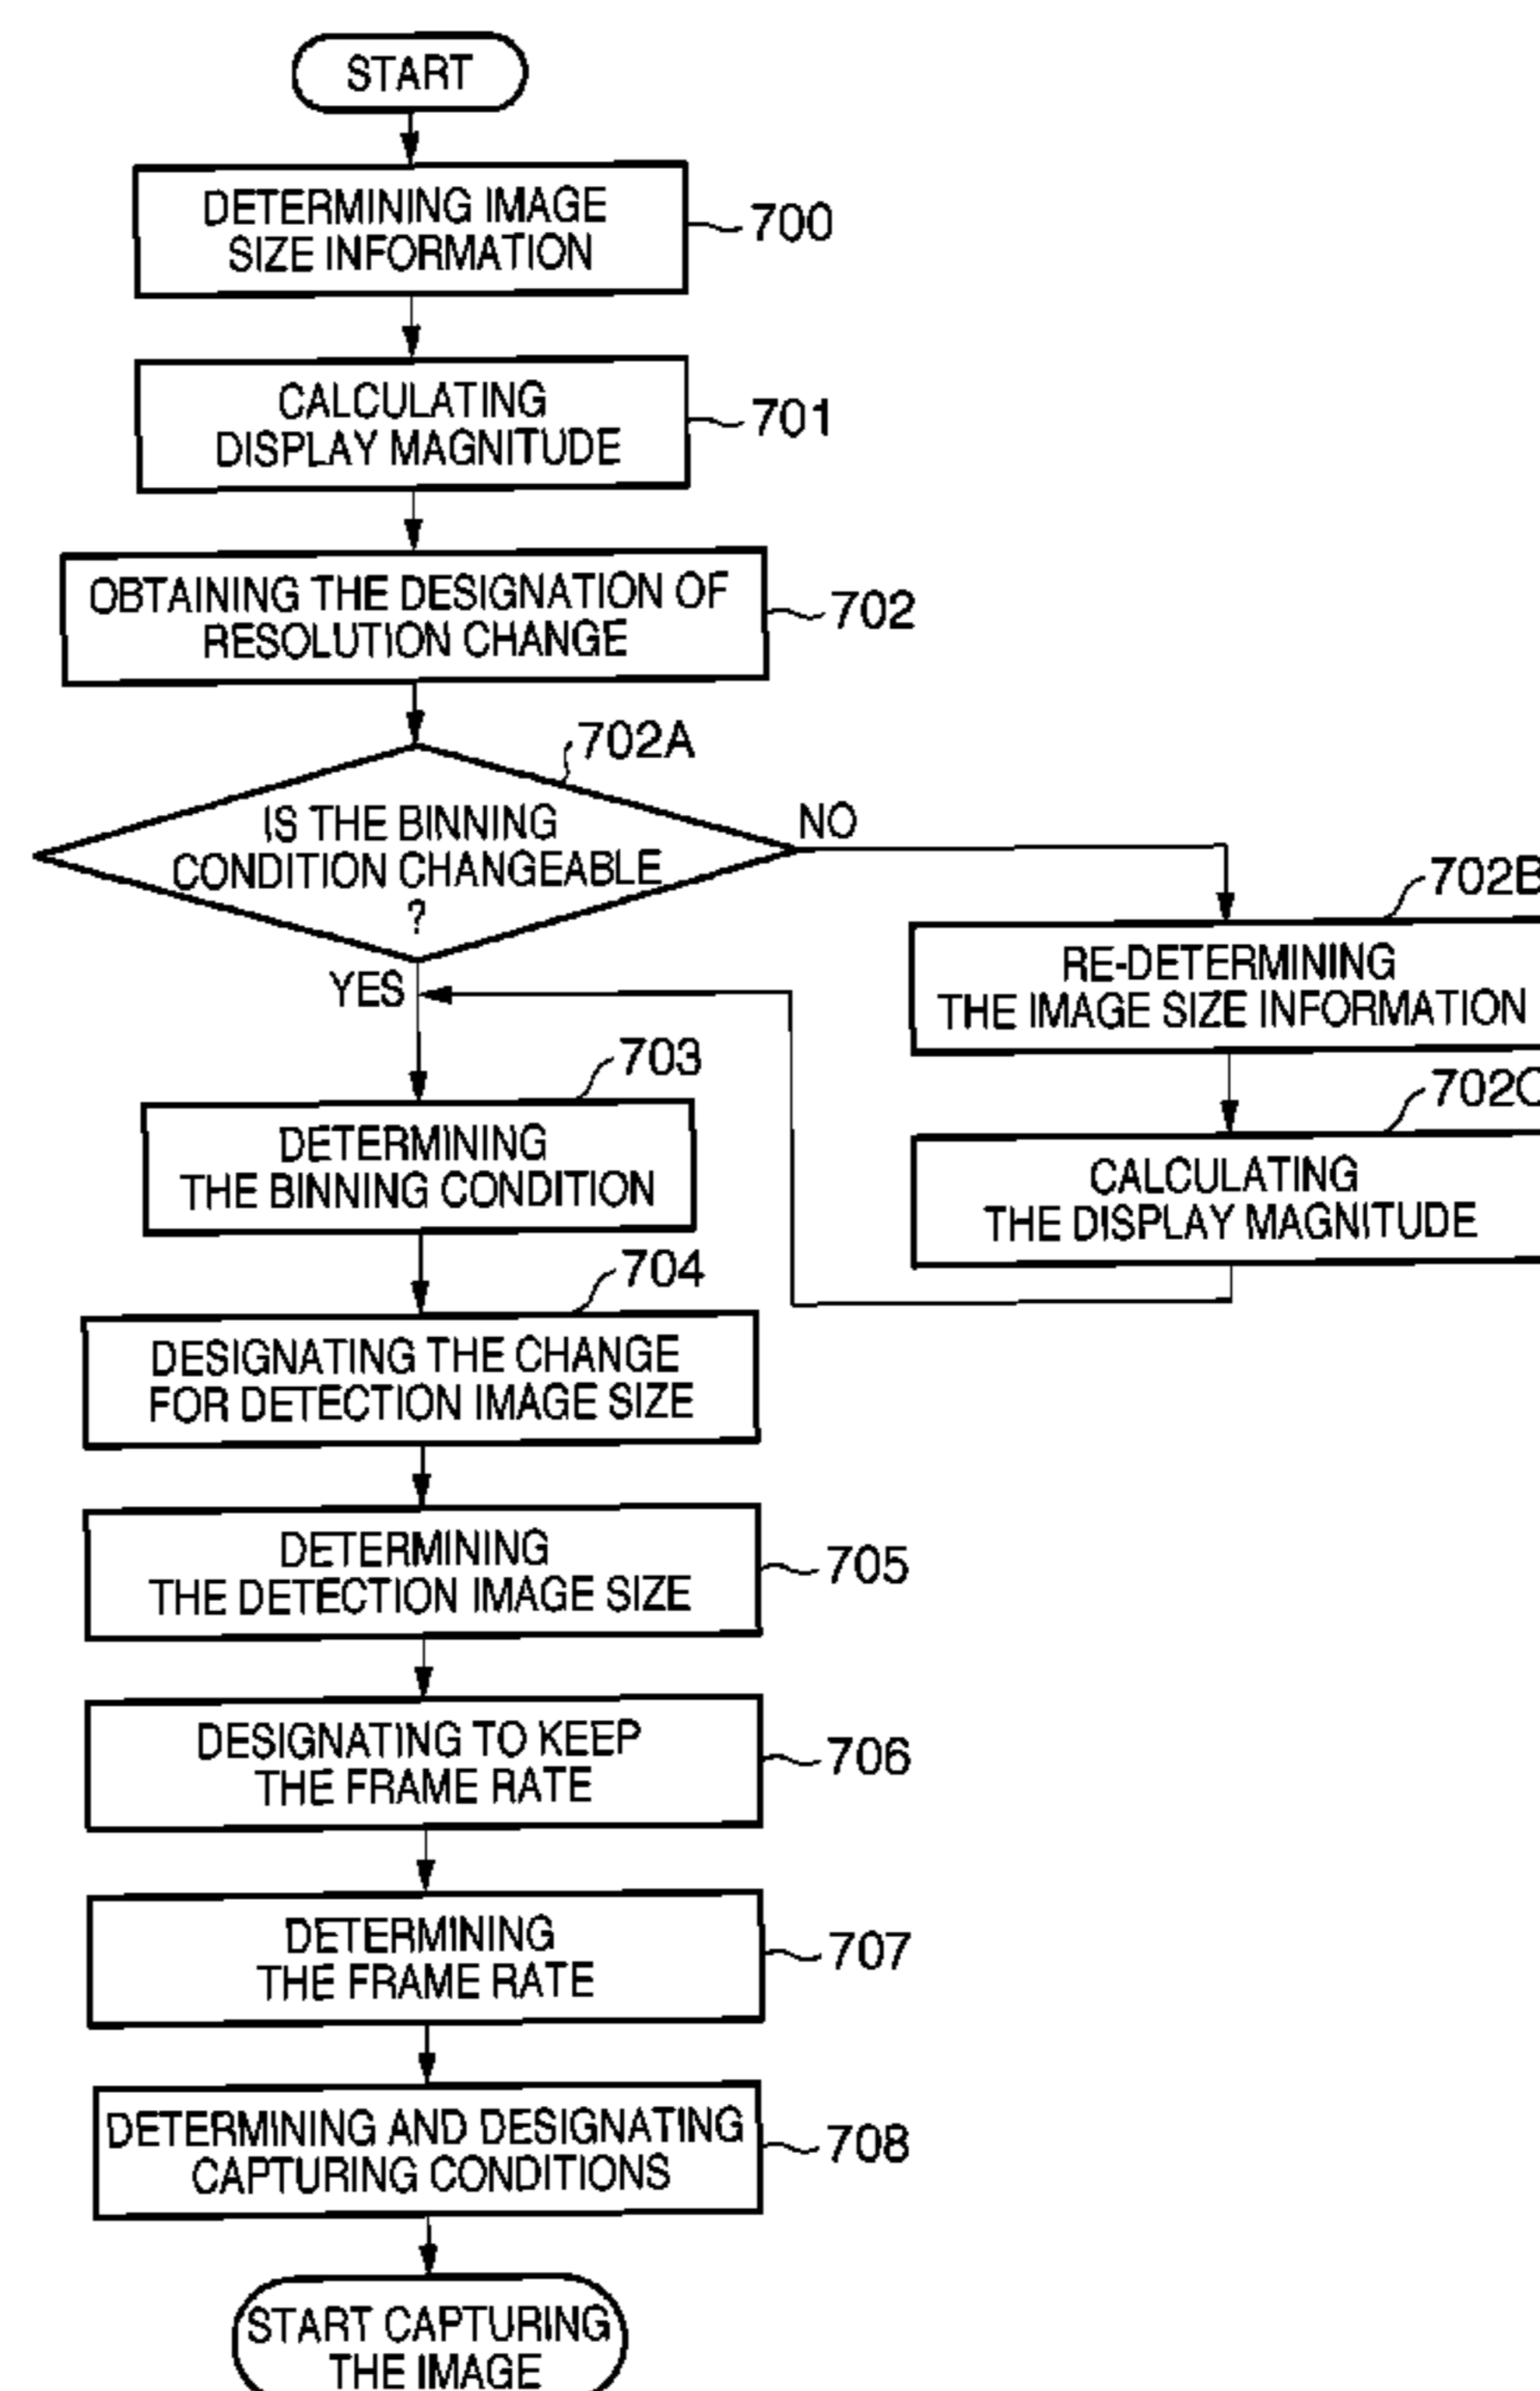 START
DETERMINING IMAGE
SIZE INFORMATION
700
CALCULATING
DISPLAY MAGNITUDE
701
OBTAINING THE DESIGNATION OF
RESOLUTION CHANGE
702
702A
IS THE BINNING
CONDITION CHANGEABLE
?
NO
YES
702B
RE-DETERMINING
THE IMAGE SIZE INFORMATION
702C
CALCULATING
THE DISPLAY MAGNITUDE
703
DETERMINING
THE BINNING CONDITION
704
DESIGNATING THE CHANGE
FOR DETECTION IMAGE SIZE
DETERMINING
THE DETECTION IMAGE SIZE
705
DESIGNATING TO KEEP
THE FRAME RATE
706
DETERMINING
THE FRAME RATE
707
DETERMINING AND DESIGNATING
CAPTURING CONDITIONS
708
START CAPTURING
THE IMAGE